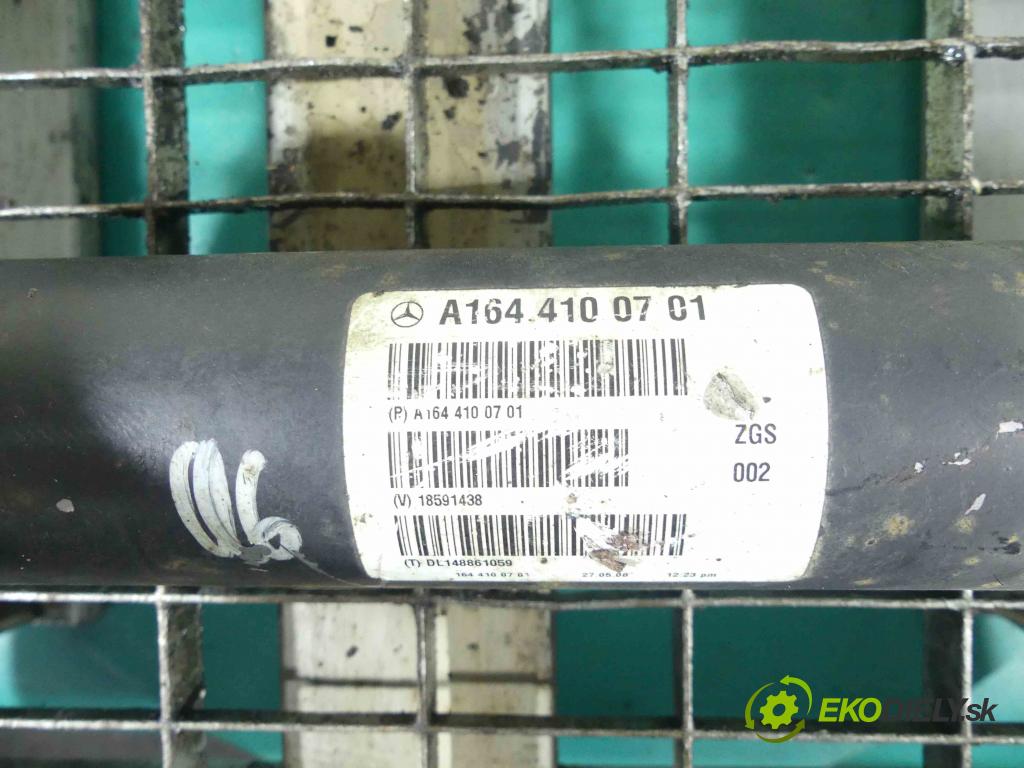 A164 410 07 01
(P) A164 410 07 01
ZGS
002
(V) 18591438
(T) DL148861059
164 410 07 01 27.05.08 12:23 pm
EKODIELY.sk